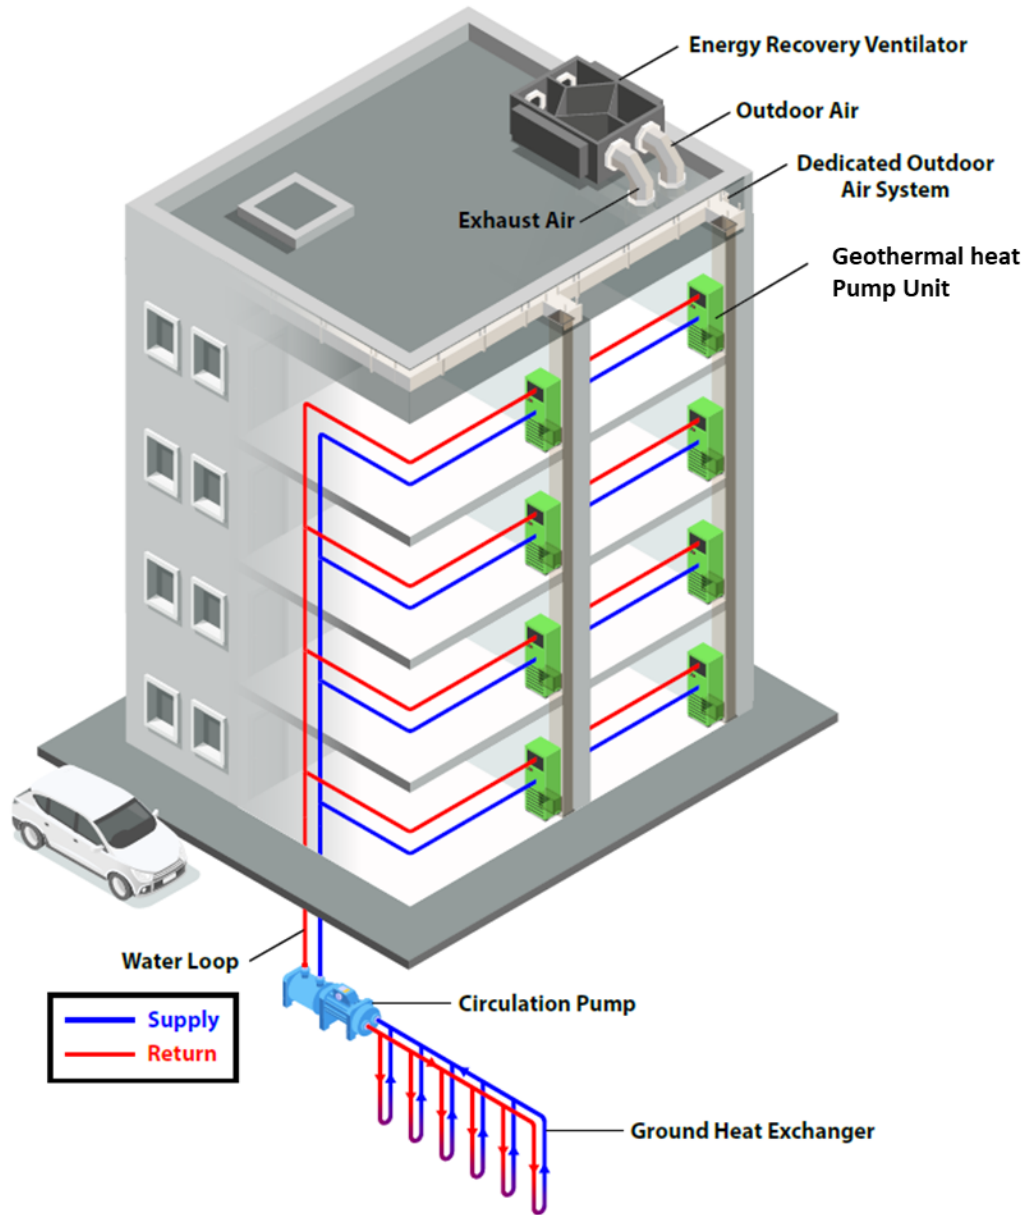 Energy Recovery Ventilator
Outdoor Air
Dedicated Outdoor
Air System
Exhaust Air
Geothermal heat
Pump Unit
Water Loop
Circulation Pump
Supply
Return
Ground Heat Exchanger